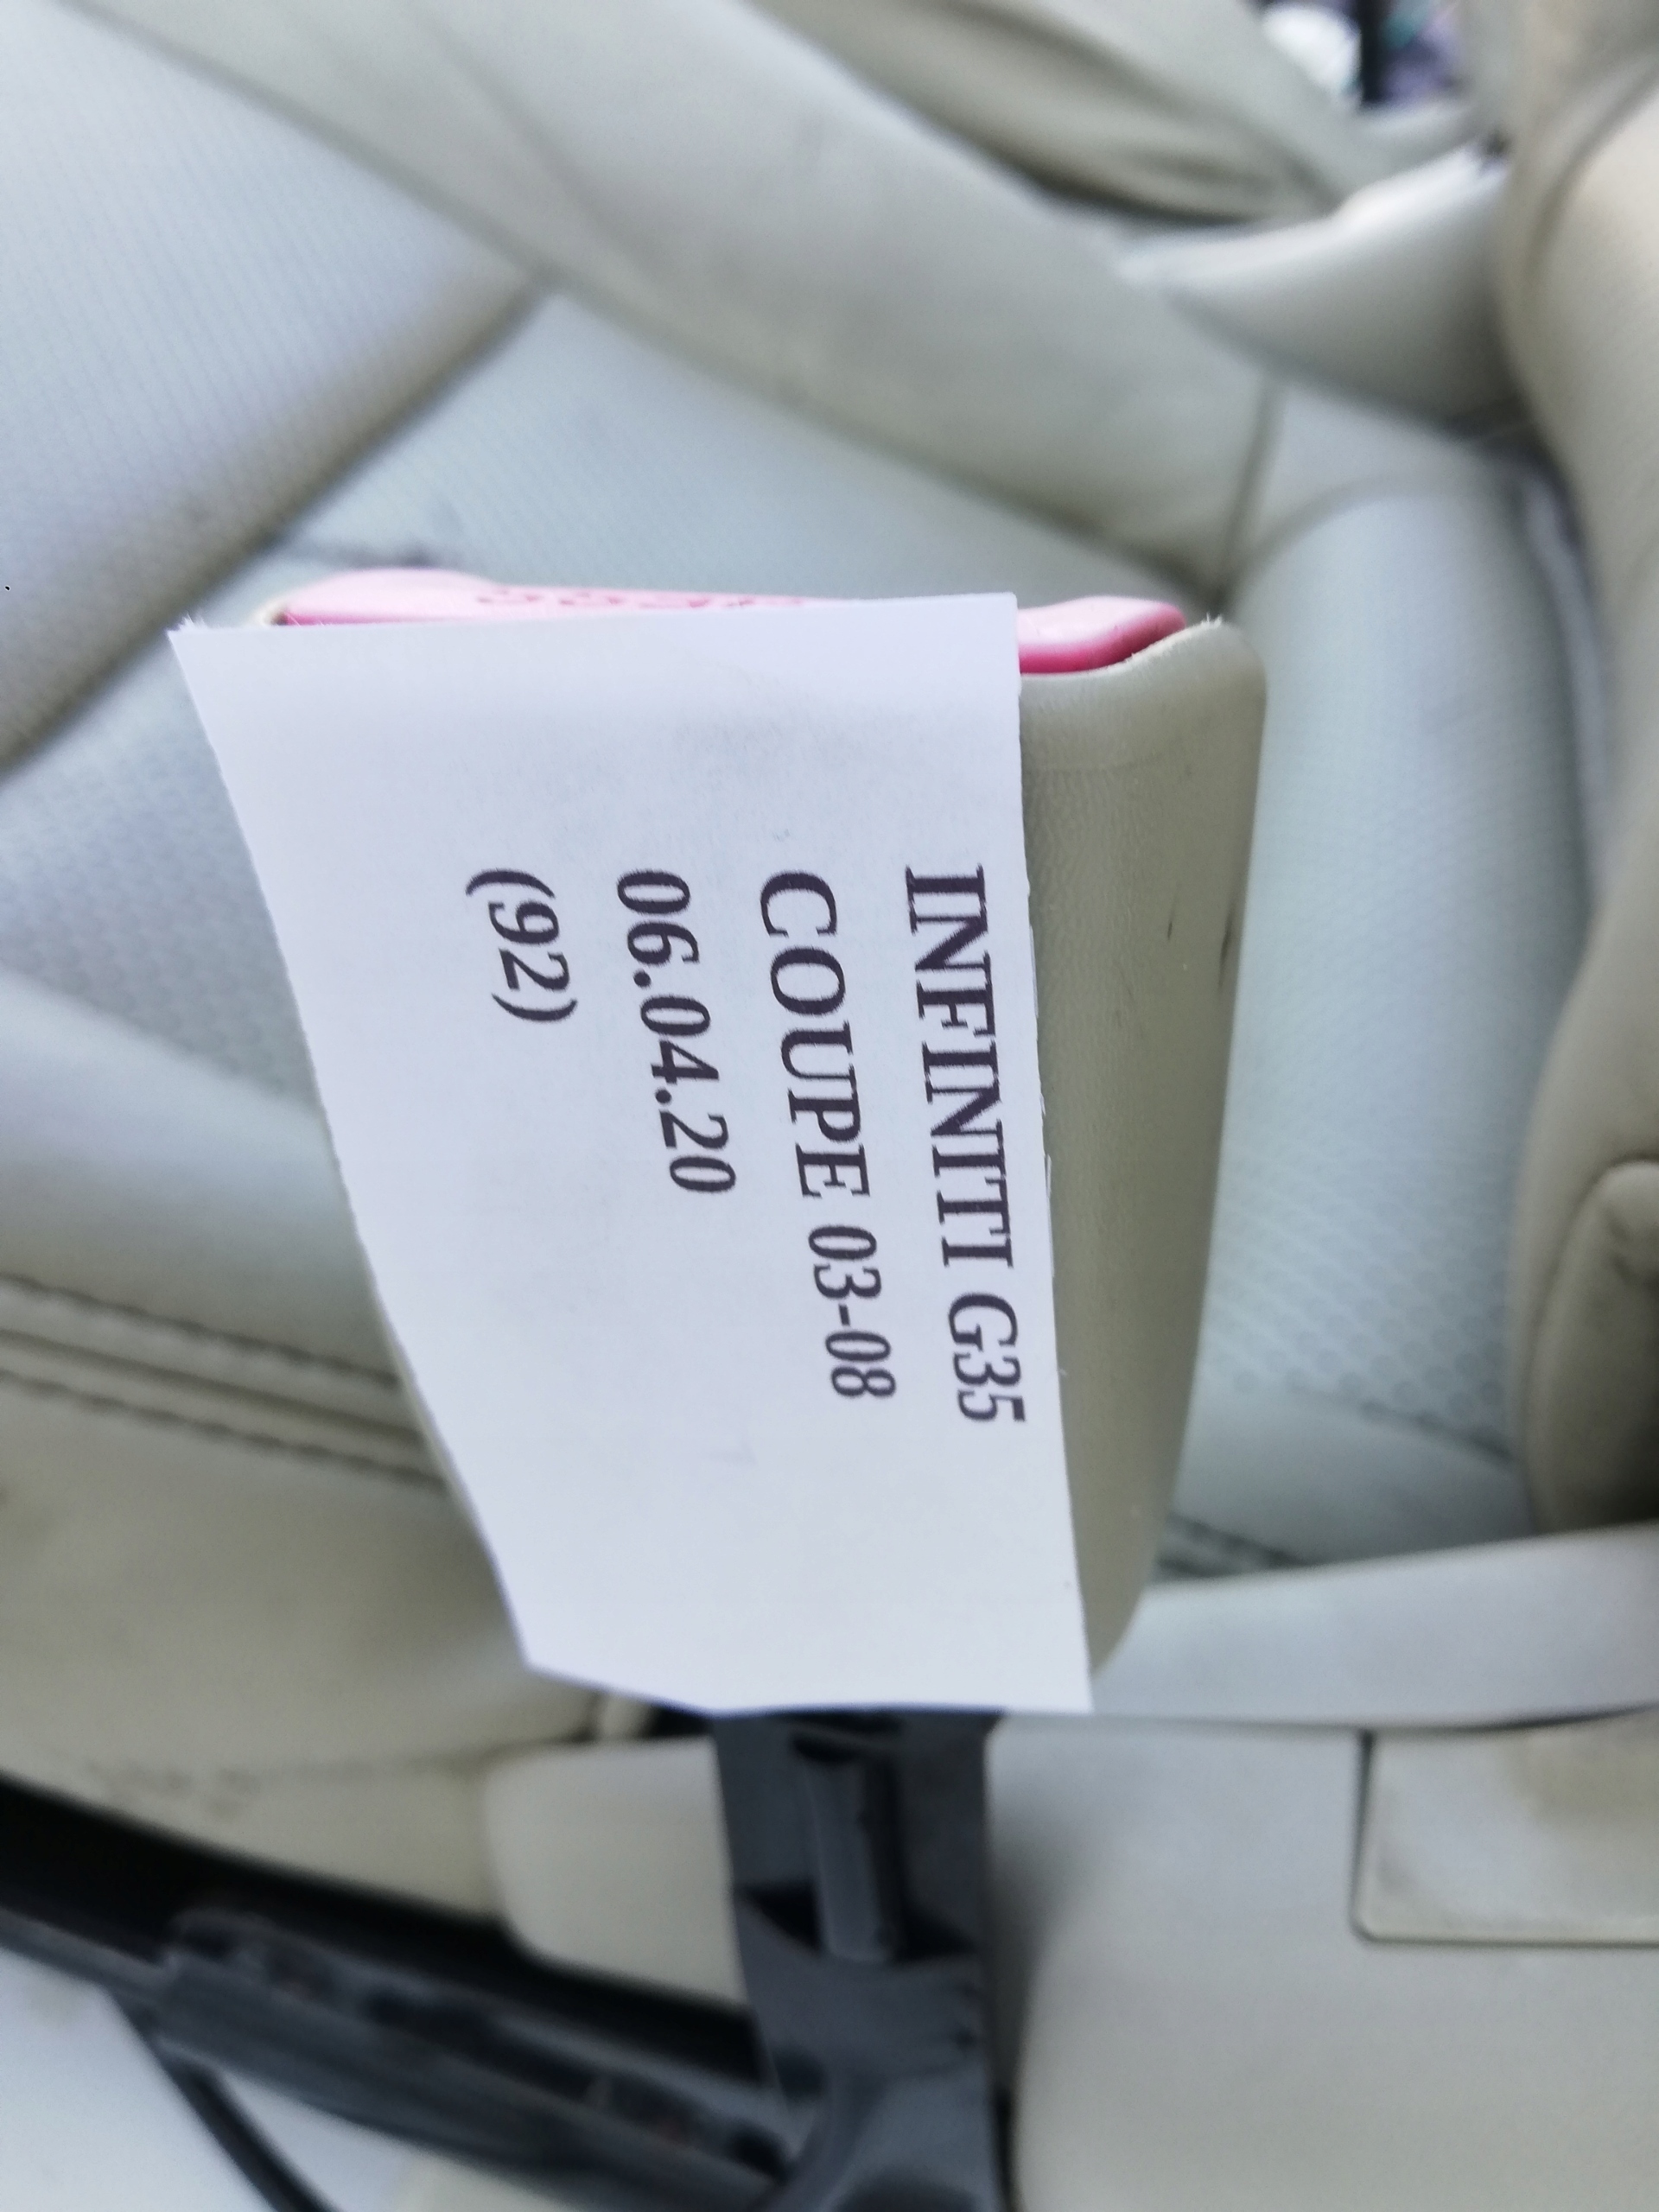 INFINITI G35
COUPE 03-08
06.04.20
(92)